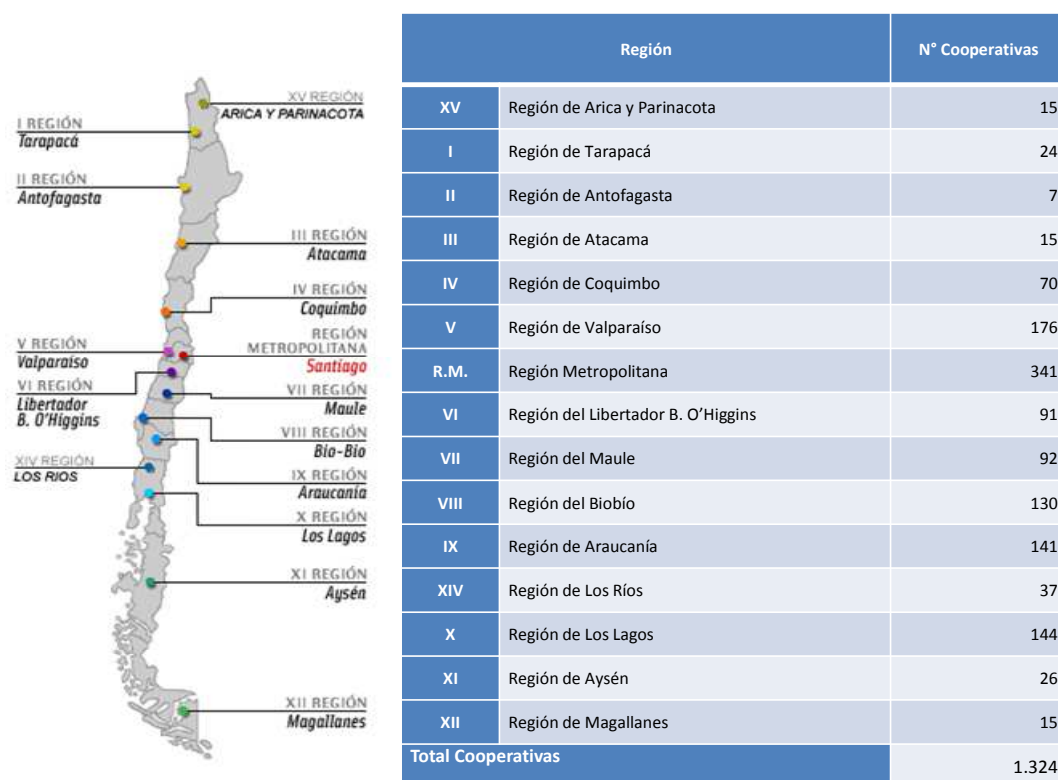 XV REGIÓN
ARICA Y PARINACOTA
I REGIÓN
Tarapacá
II REGIÓN
Antofagasta
III REGIÓN
Atacama
IV REGIÓN
Coquimbo
REGIÓN
METROPOLITANA
Santiago
V REGIÓN
Valparaíso
VI REGIÓN
Libertador
B. O'Higgins
VII REGIÓN
Maule
VIII REGIÓN
Bio-Bio
XIV REGIÓN
LOS RIOS
IX REGIÓN
Araucanía
X REGIÓN
Los Lagos
XI REGIÓN
Aysén
XII REGIÓN
Magallanes
Región N° Cooperativas
XV Región de Arica y Parinacota 15
I Región de Tarapacá 24
II Región de Antofagasta 7
III Región de Atacama 15
IV Región de Coquimbo 70
V Región de Valparaíso 176
R.M. Región Metropolitana 341
VI Región del Libertador B. O’Higgins 91
VII Región del Maule 92
VIII Región del Biobío 130
IX Región de Araucanía 141
XIV Región de Los Ríos 37
X Región de Los Lagos 144
XI Región de Aysén 26
XII Región de Magallanes 15
Total Cooperativas 1.324